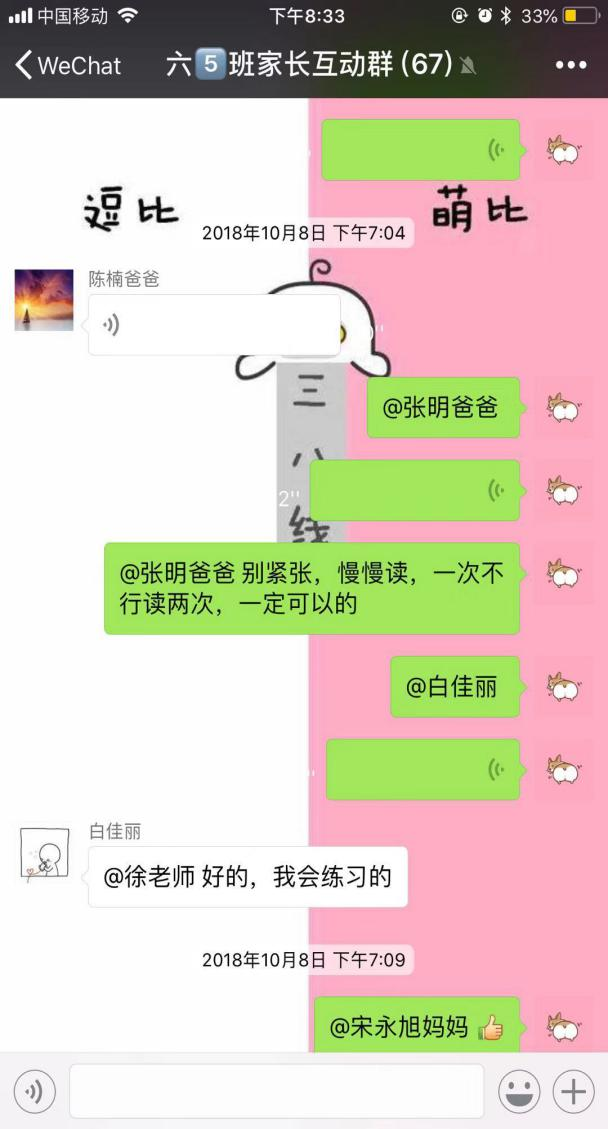 中国移动
下午8:33
33%
WeChat
六5班家长互动群(67)
逗比
萌比
2018年10月8日 下午7:04
陈楠爸爸
三
八
线
@张明爸爸
2''
@张明爸爸 别紧张，慢慢读，一次不
行读两次，一定可以的
@白佳丽
白佳丽
@徐老师 好的，我会练习的
2018年10月8日 下午7:09
@宋永旭妈妈 👍